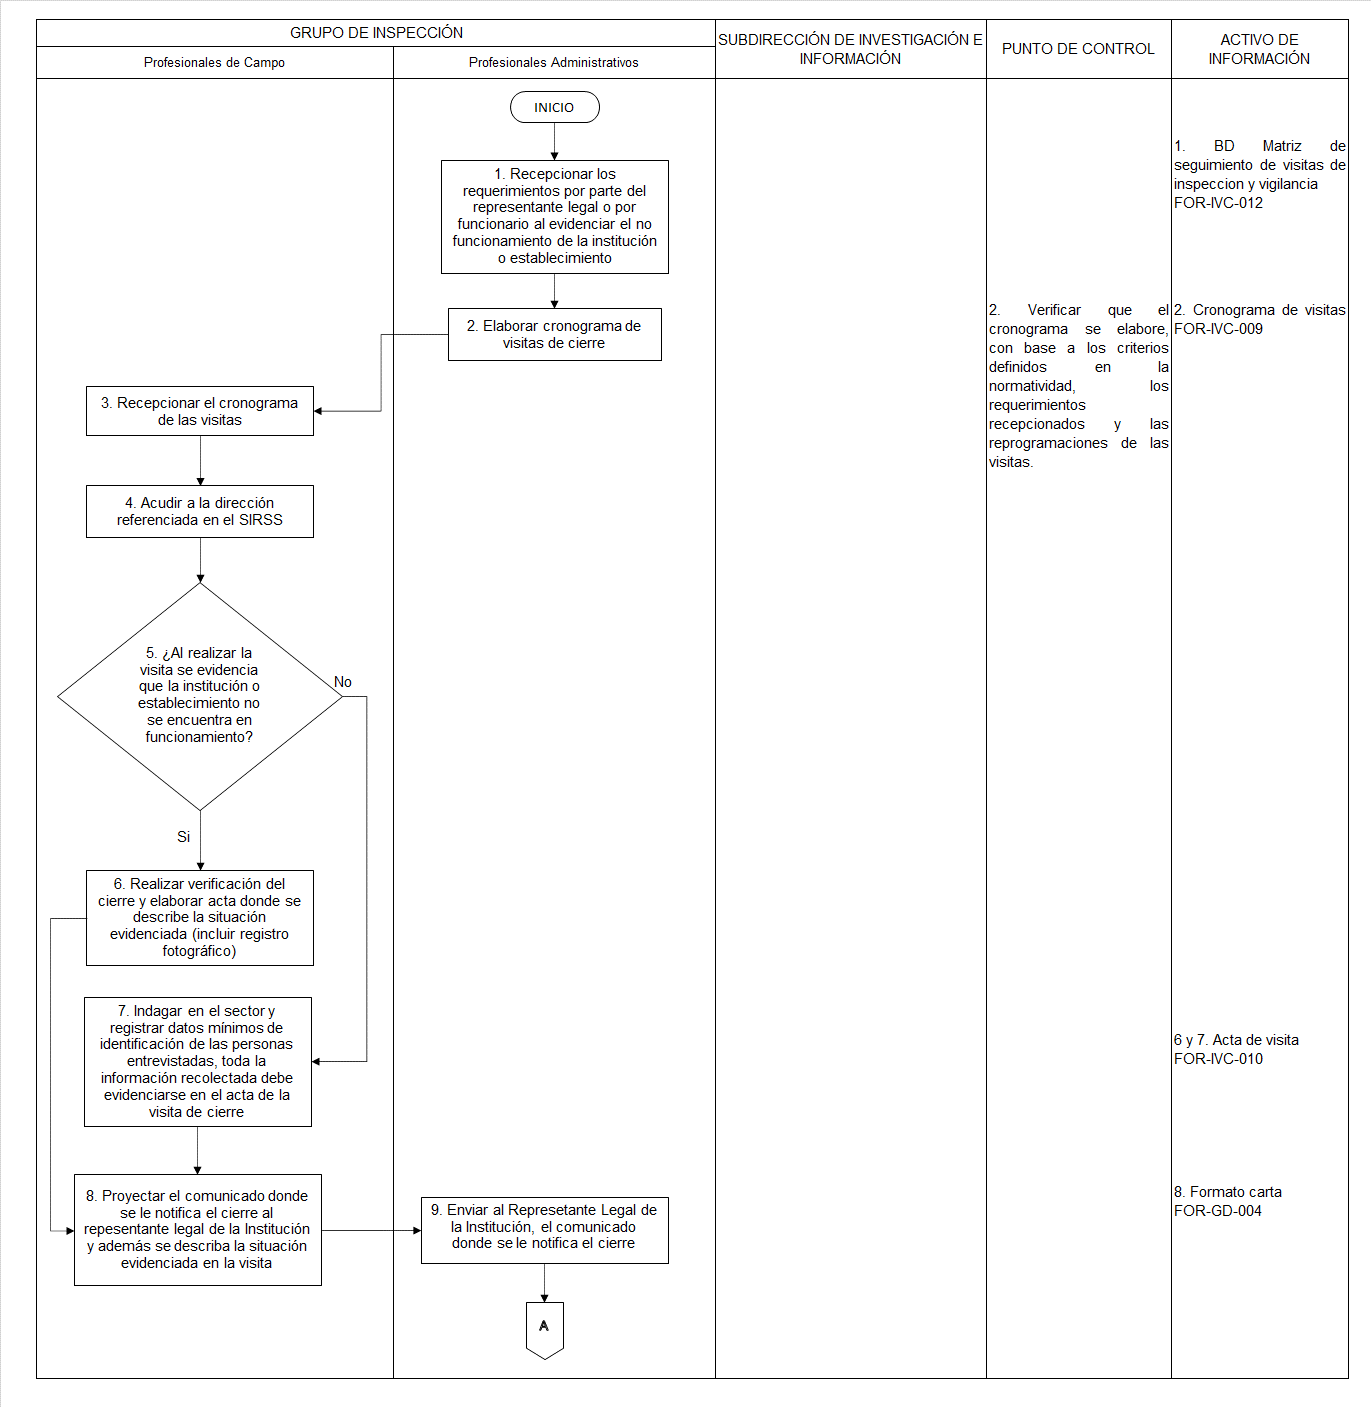 GRUPO DE INSPECCIÓN
Profesionales de Campo
Profesionales Administrativos
SUBDIRECCIÓN DE INVESTIGACIÓN E
INFORMACIÓN
PUNTO DE CONTROL
ACTIVO DE
INFORMACIÓN
INICIO
1. Recepcionar los
requerimientos por parte del
representante legal o por
funcionario al evidenciar el no
funcionamiento de la institución
o establecimiento
1. BD Matriz de
seguimiento de visitas de
inspeccion y vigilancia
FOR-IVC-012
2. Elaborar cronograma de
visitas de cierre
2. Verificar que el
cronograma se elabore,
con base a los criterios
definidos en la
normatividad, los
requerimientos
recepcionados y las
reprogramaciones de las
visitas.
2. Cronograma de visitas
FOR-IVC-009
3. Recepcionar el cronograma
de las visitas
4. Acudir a la dirección
referenciada en el SIRSS
5. ¿Al realizar la
visita se evidencia
que la institución o
establecimiento no
se encuentra en
funcionamiento?
No
Si
6. Realizar verificación del
cierre y elaborar acta donde se
describe la situación
evidenciada (incluir registro
fotográfico)
7. Indagar en el sector y
registrar datos mínimos de
identificación de las personas
entrevistadas, toda la
información recolectada debe
evidenciarse en el acta de la
visita de cierre
6 y 7. Acta de visita
FOR-IVC-010
8. Proyectar el comunicado donde
se le notifica el cierre al
repesentante legal de la Institución
y además se describa la situación
evidenciada en la visita
9. Enviar al Represetante Legal de
la Institución, el comunicado
donde se le notifica el cierre
8. Formato carta
FOR-GD-004
A